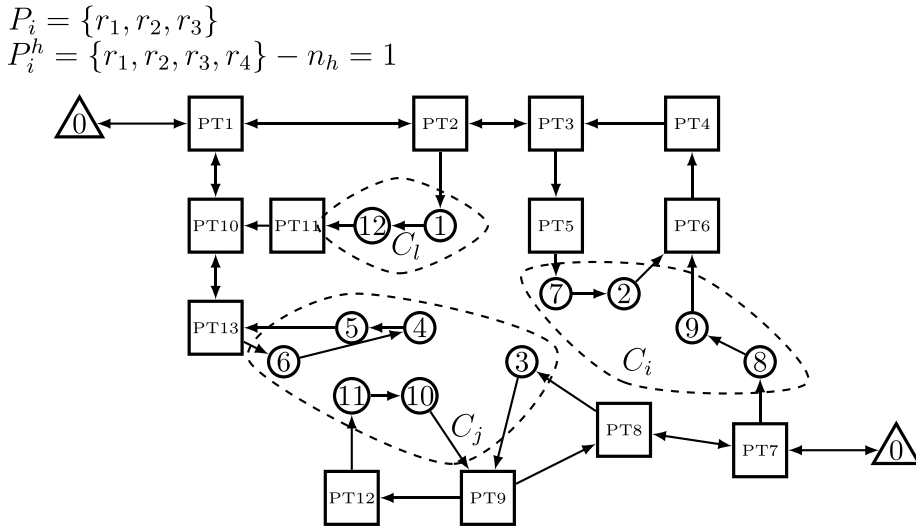 P_i = {r_1, r_2, r_3}
P_i^h = {r_1, r_2, r_3, r_4} − n_h = 1
0 PT1 PT2 PT3 PT4
PT10 PT11 12 1 PT5 PT6
C_l
7 2
PT13 5 4 9
6 3 8
C_i
11 10
C_j PT8 PT7 0
PT12 PT9